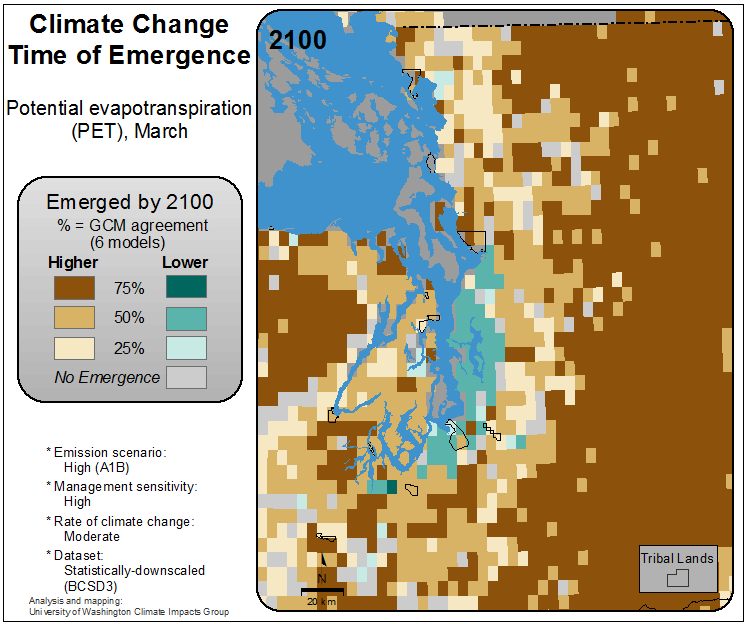 Climate Change
Time of Emergence
Potential evapotranspiration
(PET), March
Emerged by 2100
% = GCM agreement
(6 models)
Higher Lower
75%
50%
25%
No Emergence
* Emission scenario:
High (A1B)
* Management sensitivity:
High
* Rate of climate change:
Moderate
* Dataset:
Statistically-downscaled
(BCSD3)
Analysis and mapping:
University of Washington Climate Impacts Group
2100
N
20 km
Tribal Lands